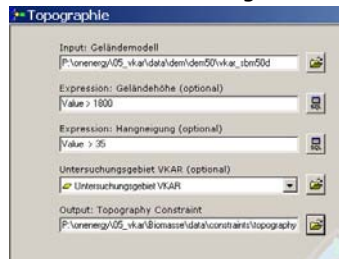 Topographie
Input: Geländemodell
P:\onenergy\05_vkar\data\dem\dem50\vkar_sbm50d
Expression: Geländehöhe (optional)
Value > 1800
Expression: Hangneigung (optional)
Value > 35
Untersuchungsgebiet VKAR (optional)
Untersuchungsgebiet VKAR
Output: Topography Constraint
P:\onenergy\05_vkar\Biomasse\data\constraints\topography